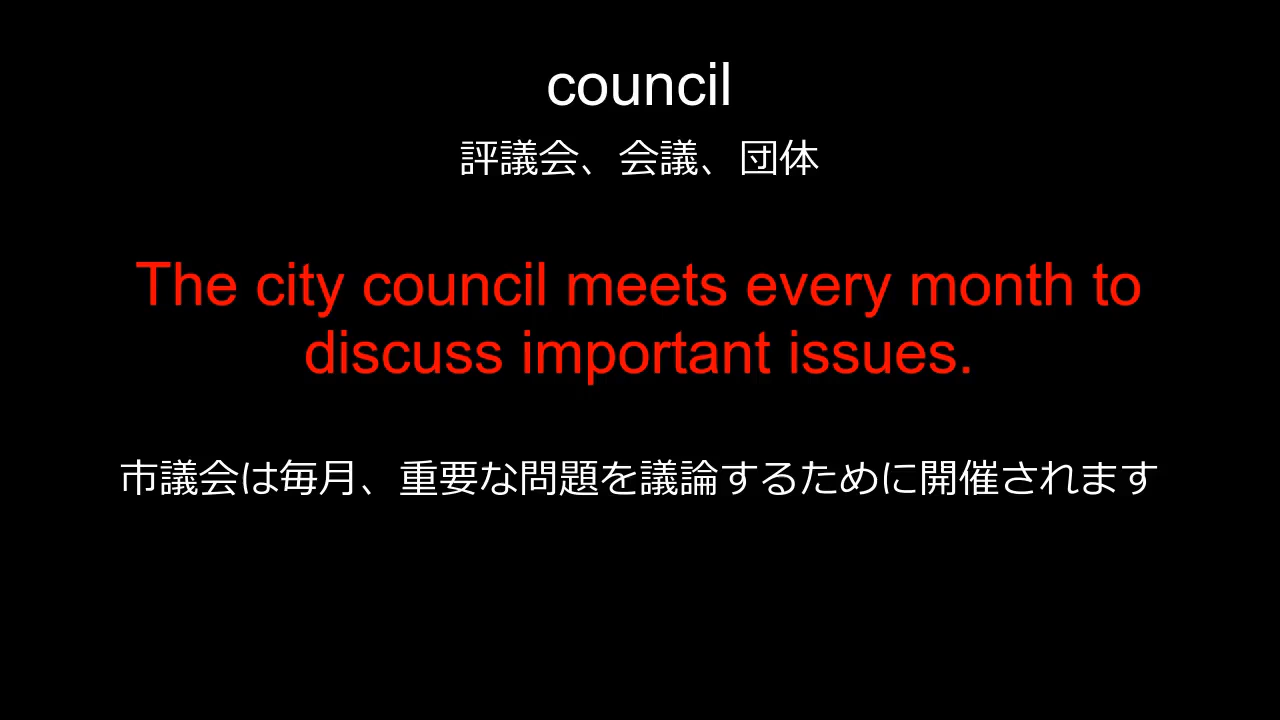 council
評議会、会議、団体
The city council meets every month to
discuss important issues.
市議会は毎月、重要な問題を議論するために開催されます